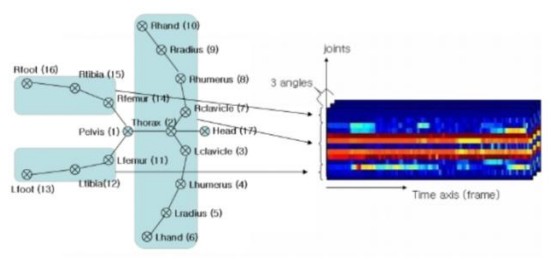 Rhand (10)
joints
Rradius (9)
Rfoot (16)
Rtibia (15)
Rhumerus (8)
3 angles
Rfemur (14)
Rclavicle (7)
Thorax (2)
Pelvis (1)
Head (17)
Lfemur (11)
Lclavicle (3)
Lfoot (13)
Ltibia(12)
Lhumerus (4)
Time axis (frame)
Lradius (5)
Lhand (6)